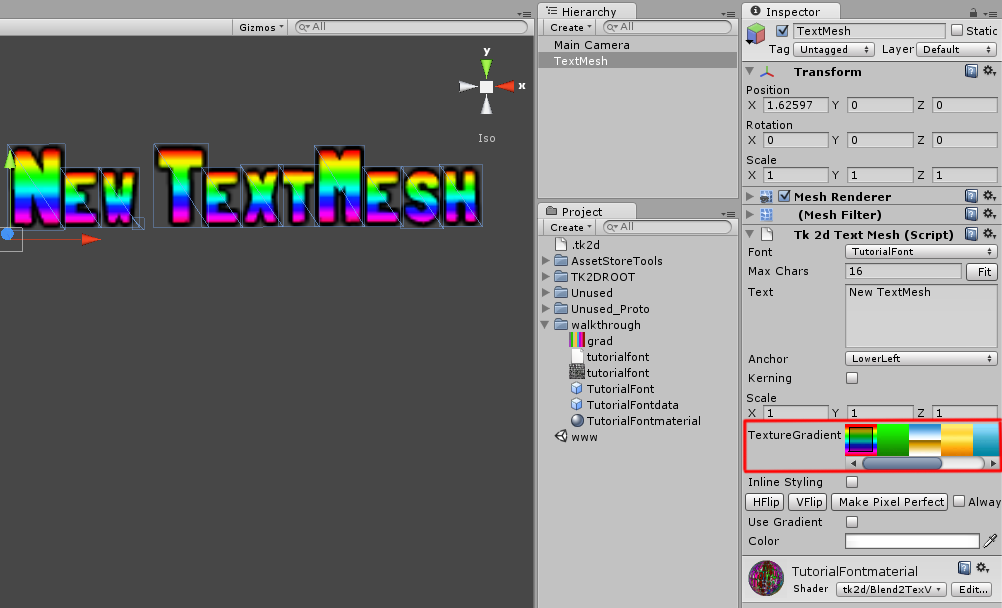 Gizmos All
y
x
Iso
New TextMesh
Hierarchy
Create All
Main Camera
TextMesh
Project
Create All
.tk2d
AssetStoreTools
TK2DROOT
Unused
Unused_Proto
walkthrough
grad
tutorialfont
tutorialfont
TutorialFont
TutorialFontdata
TutorialFontmaterial
www
Inspector
TextMesh Static
Tag Untagged Layer Default
Transform
Position
X 1.62597 Y 0 Z 0
Rotation
X 0 Y 0 Z 0
Scale
X 1 Y 1 Z 1
Mesh Renderer
(Mesh Filter)
Tk 2d Text Mesh (Script)
Font TutorialFont
Max Chars 16 Fit
Text New TextMesh
Anchor LowerLeft
Kerning
Scale
X 1 Y 1 Z 1
TextureGradient
Inline Styling
HFlip VFlip Make Pixel Perfect Alway
Use Gradient
Color
TutorialFontmaterial
Shader tk2d/Blend2TexV Edit...